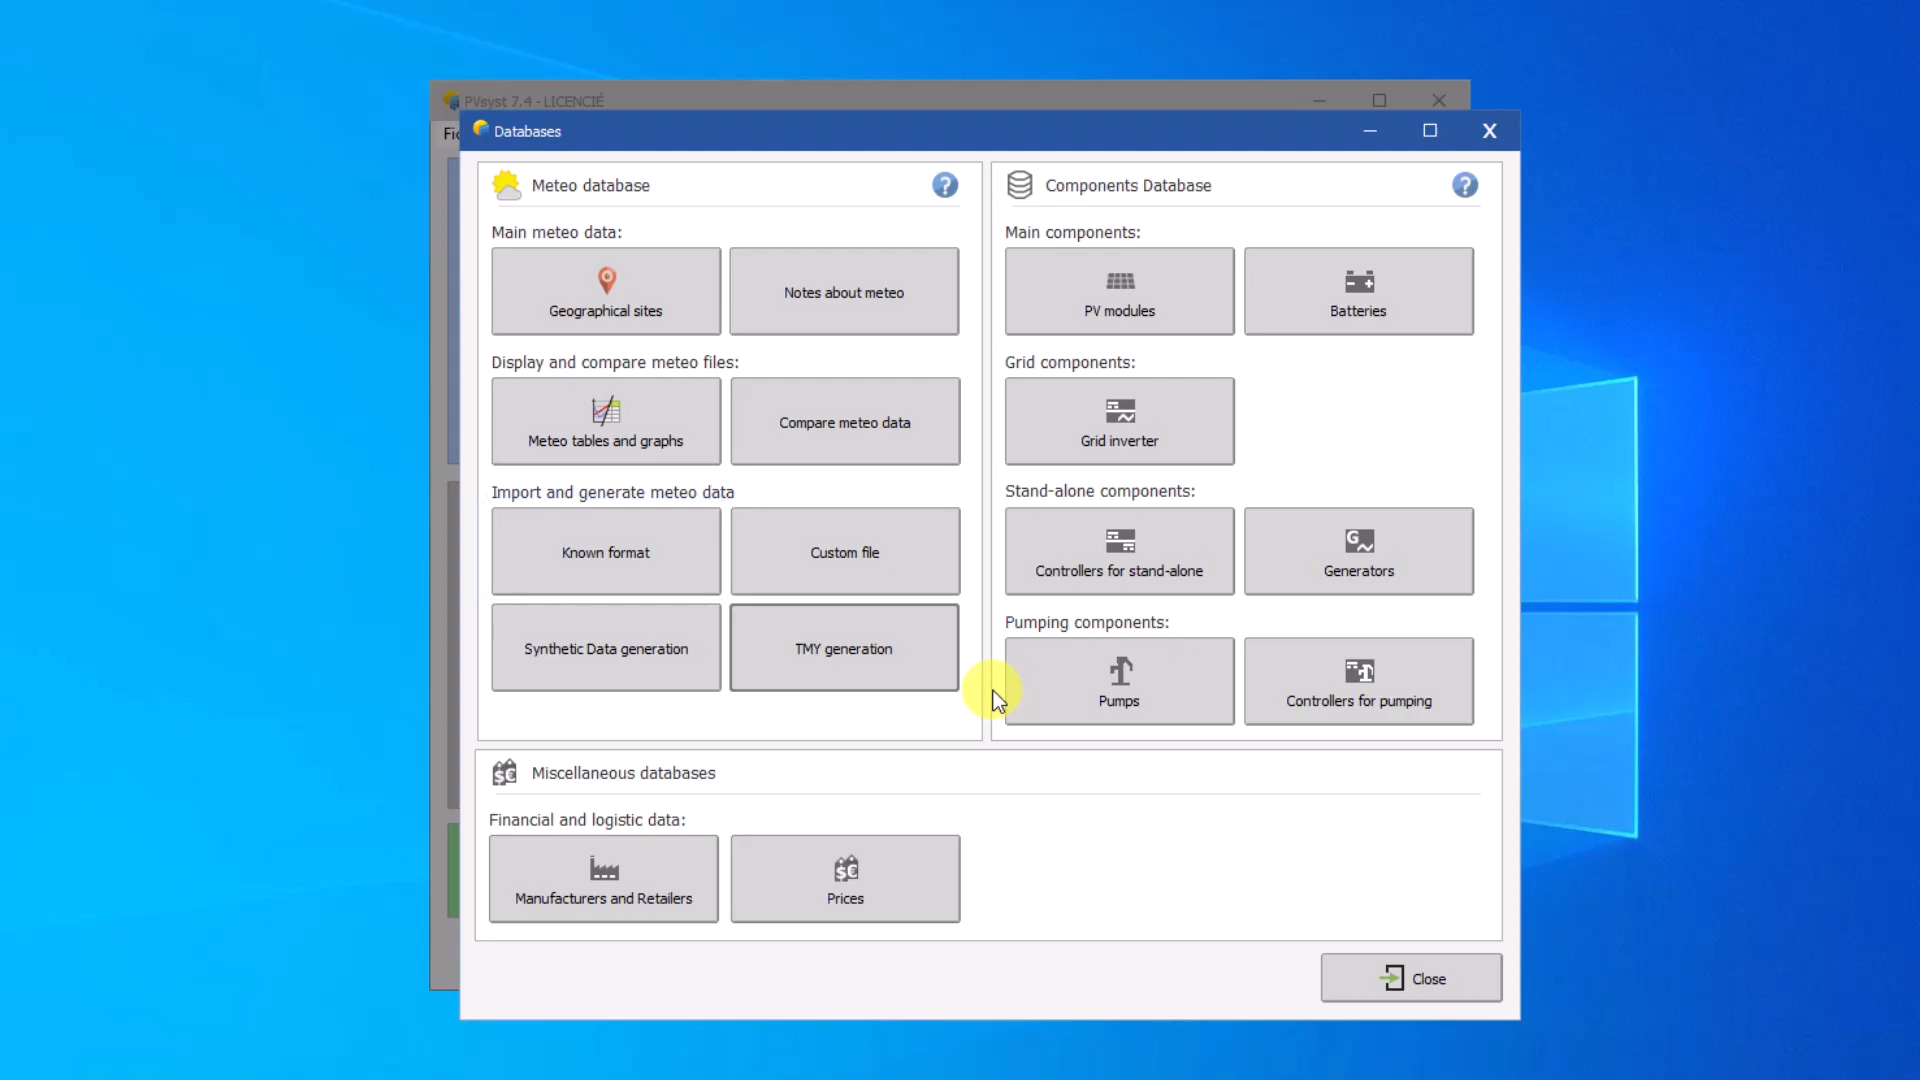 PVsyst 7.4 - LICENCIÉ
Fic
Databases
Meteo database
?
Main meteo data:
Geographical sites
Notes about meteo
Display and compare meteo files:
Meteo tables and graphs
Compare meteo data
Import and generate meteo data
Known format
Custom file
Synthetic Data generation
TMY generation
Components Database
?
Main components:
PV modules
Batteries
Grid components:
Grid inverter
Stand-alone components:
Controllers for stand-alone
G
Generators
Pumping components:
Pumps
Controllers for pumping
$€
Miscellaneous databases
Financial and logistic data:
Manufacturers and Retailers
$€
Prices
Close